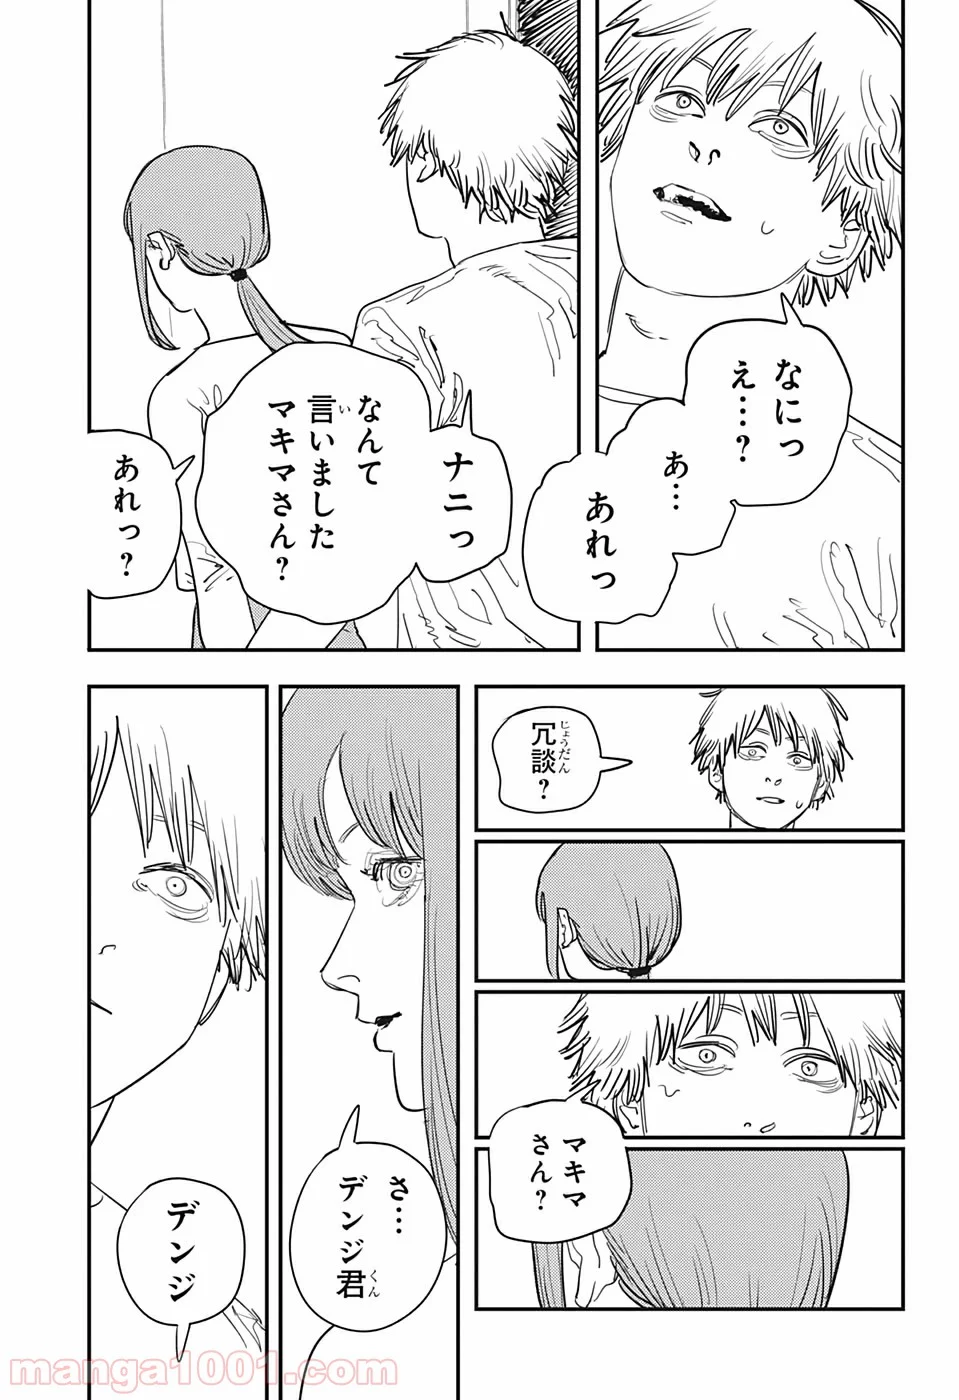 なにっ
え…？
あ…
あれっ
ナニっ
なんて
言いました
マキマさん？
あれっ？
冗談？
マキマ
さん？
さ…
デンジ君
デンジ
manga1001.com